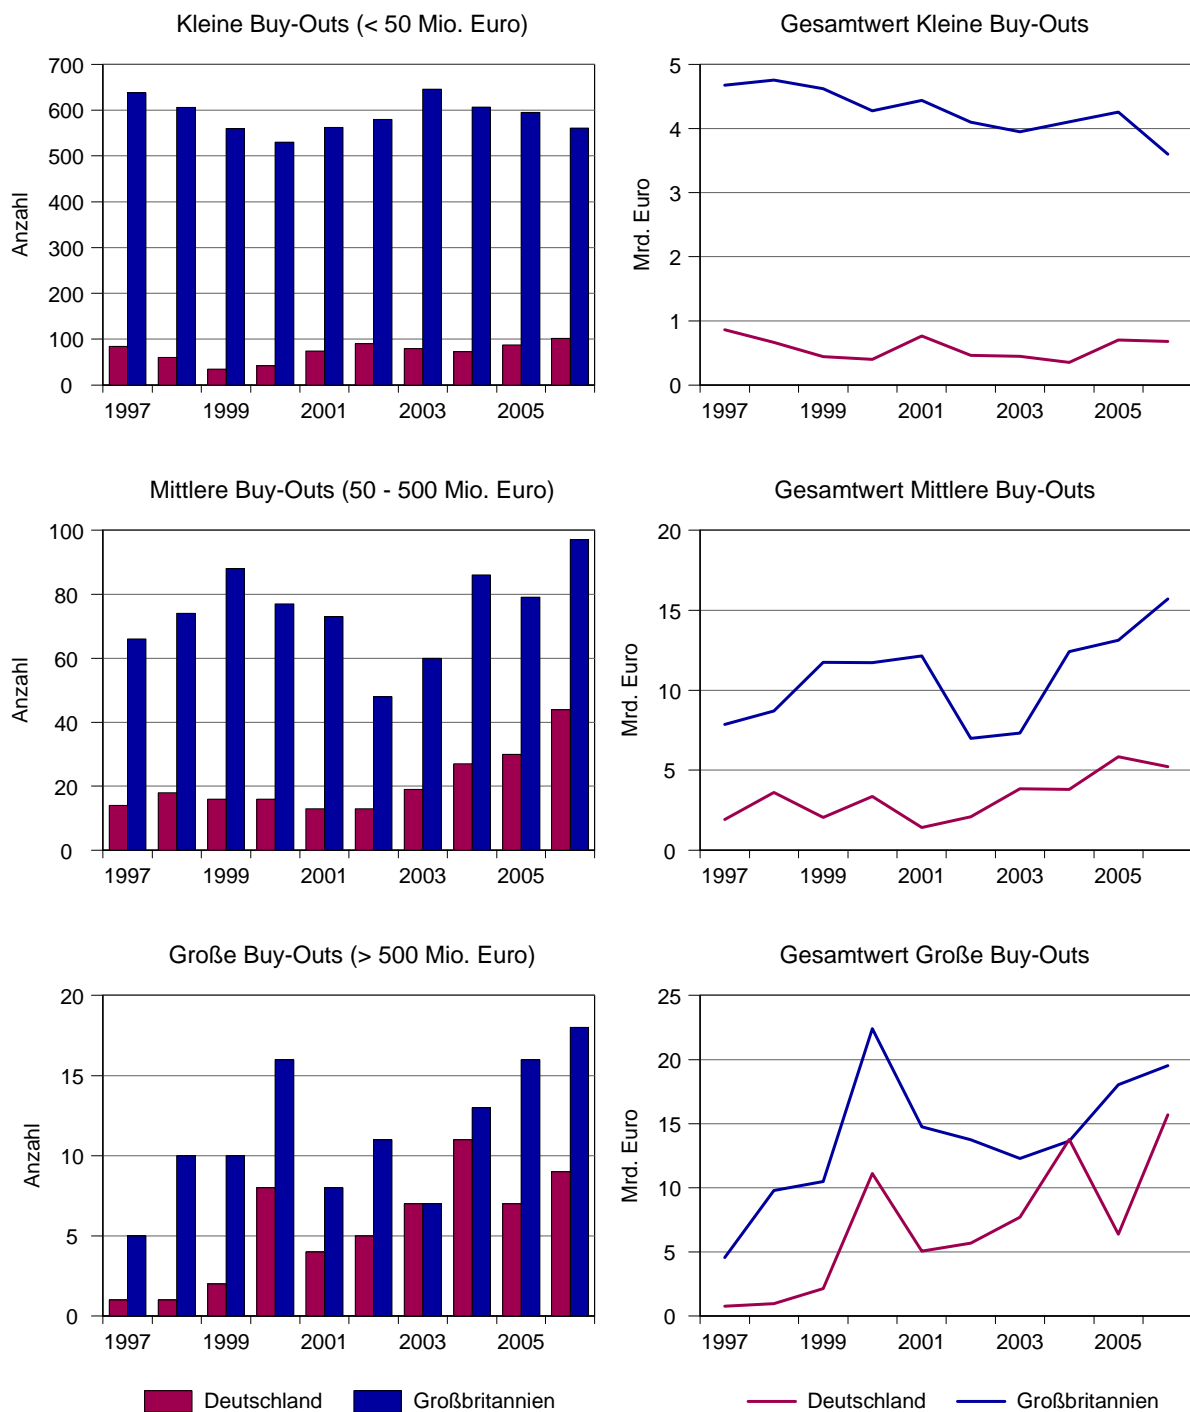 Kleine Buy-Outs (< 50 Mio. Euro)
700
600
500
400
300
200
100
0
Anzahl
1997 1999 2001 2003 2005
Gesamtwert Kleine Buy-Outs
5
4
3
2
1
0
Mrd. Euro
1997 1999 2001 2003 2005
Mittlere Buy-Outs (50 - 500 Mio. Euro)
100
80
60
40
20
0
Anzahl
1997 1999 2001 2003 2005
Gesamtwert Mittlere Buy-Outs
20
15
10
5
0
Mrd. Euro
1997 1999 2001 2003 2005
Große Buy-Outs (> 500 Mio. Euro)
20
15
10
5
0
Anzahl
1997 1999 2001 2003 2005
Gesamtwert Große Buy-Outs
25
20
15
10
5
0
Mrd. Euro
1997 1999 2001 2003 2005
Deutschland Großbritannien
Deutschland Großbritannien